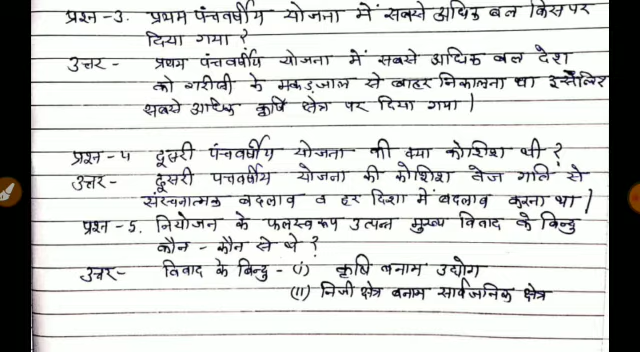 प्रश्न-3. प्रथम पंचवर्षीय योजना में सबसे अधिक बल किस पर
दिया गया ?
उत्तर - प्रथम पंचवर्षीय योजना में सबसे अधिक बल देश
को गरीबी के मकड़जाल से बाहर निकालना था इसलिए
सबसे अधिक कृषि क्षेत्र पर दिया गया |
प्रश्न-4 दूसरी पंचवर्षीय योजना की क्या कोशिश थी ?
उत्तर- दूसरी पंचवर्षीय योजना की कोशिश तेज गति से
संरचनात्मक बदलाव व हर दिशा में बदलाव करना था |
प्रश्न-5. नियोजन के फलस्वरूप उत्पन्न मुख्य विवाद के बिन्दु
कौन-कौन से थे ?
उत्तर- विवाद के बिन्दु - (i) कृषि बनाम उद्योग
(ii) निजी क्षेत्र बनाम सार्वजनिक क्षेत्र